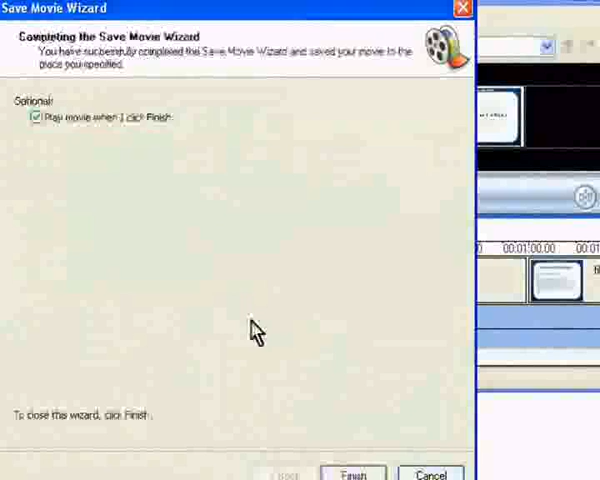 Save Movie Wizard
Completing the Save Movie Wizard
You have successfully completed the Save Movie Wizard and saved your movie to the
place you specified.
Optional:
Play movie when I click Finish.
00:01:00.00
To close this wizard, click Finish.
Finish
Cancel